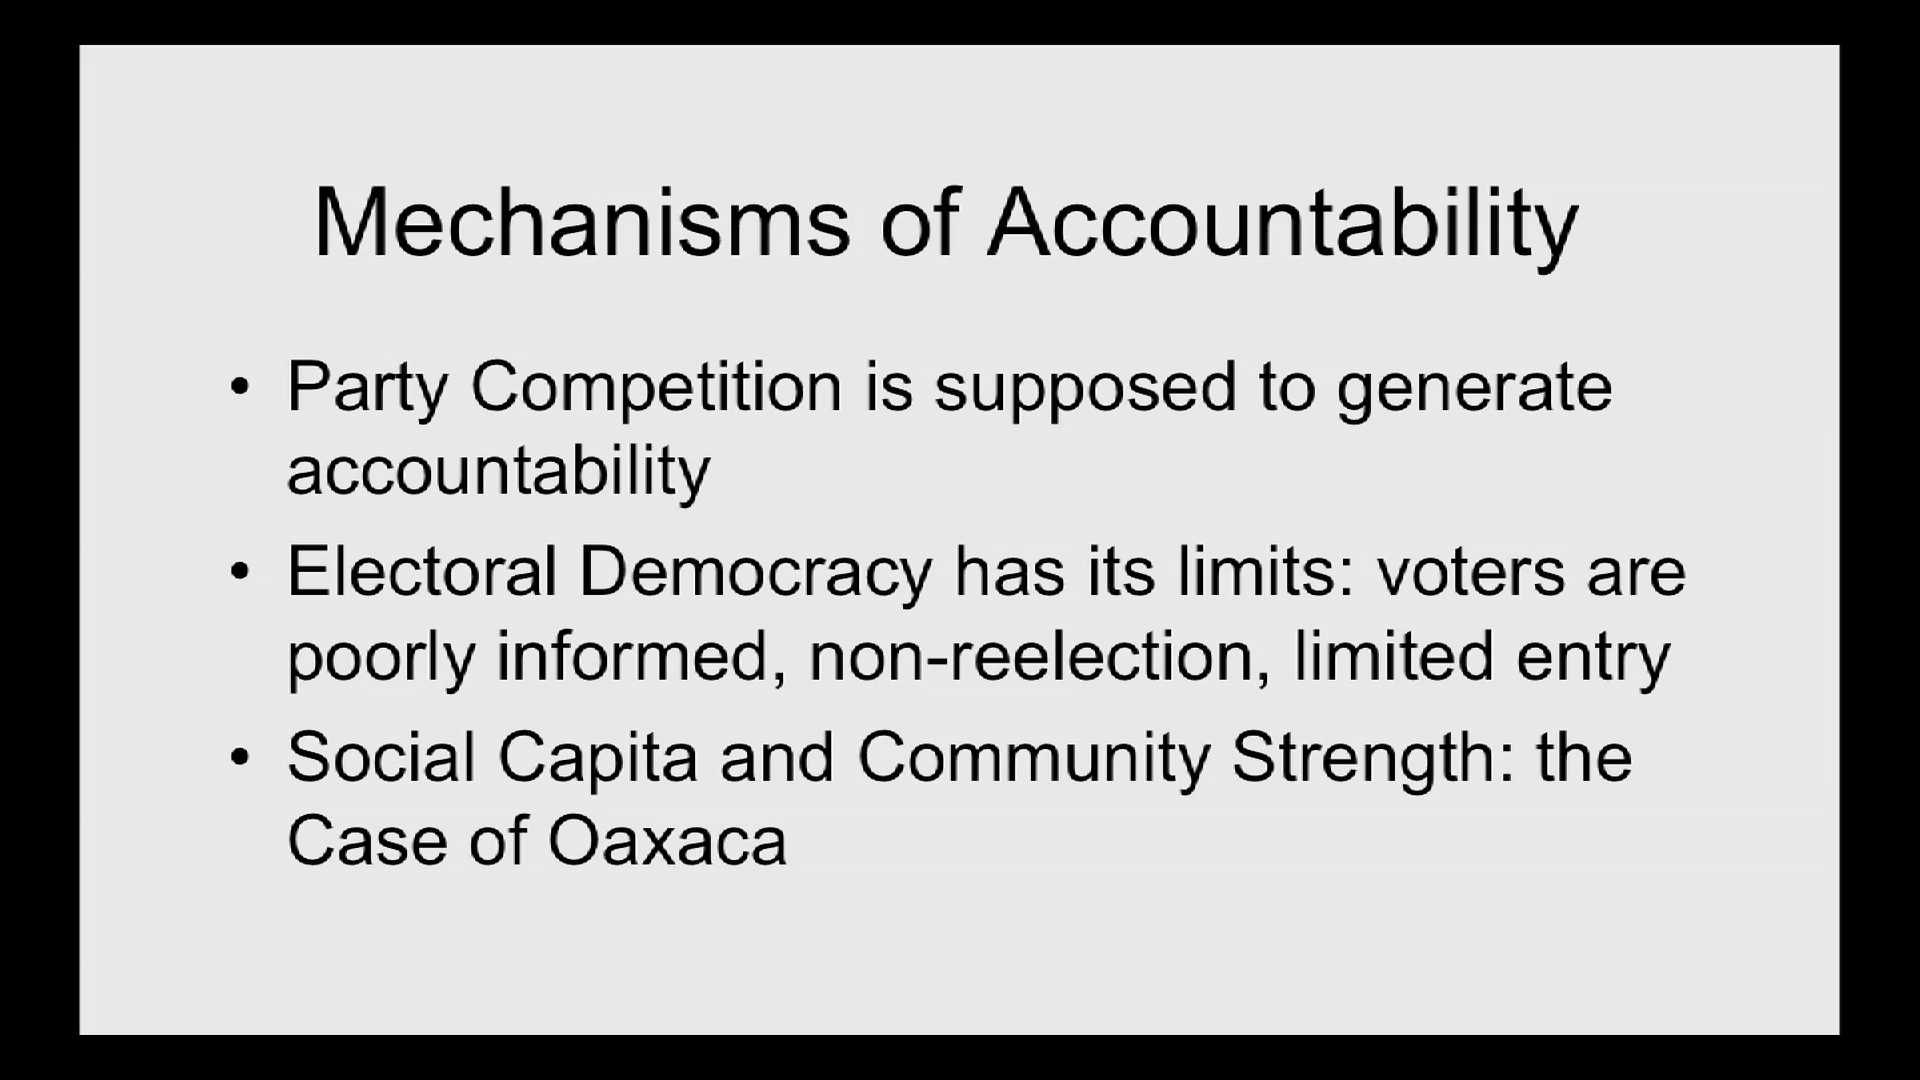 Mechanisms of Accountability
• Party Competition is supposed to generate
accountability
• Electoral Democracy has its limits: voters are
poorly informed, non-reelection, limited entry
• Social Capita and Community Strength: the
Case of Oaxaca